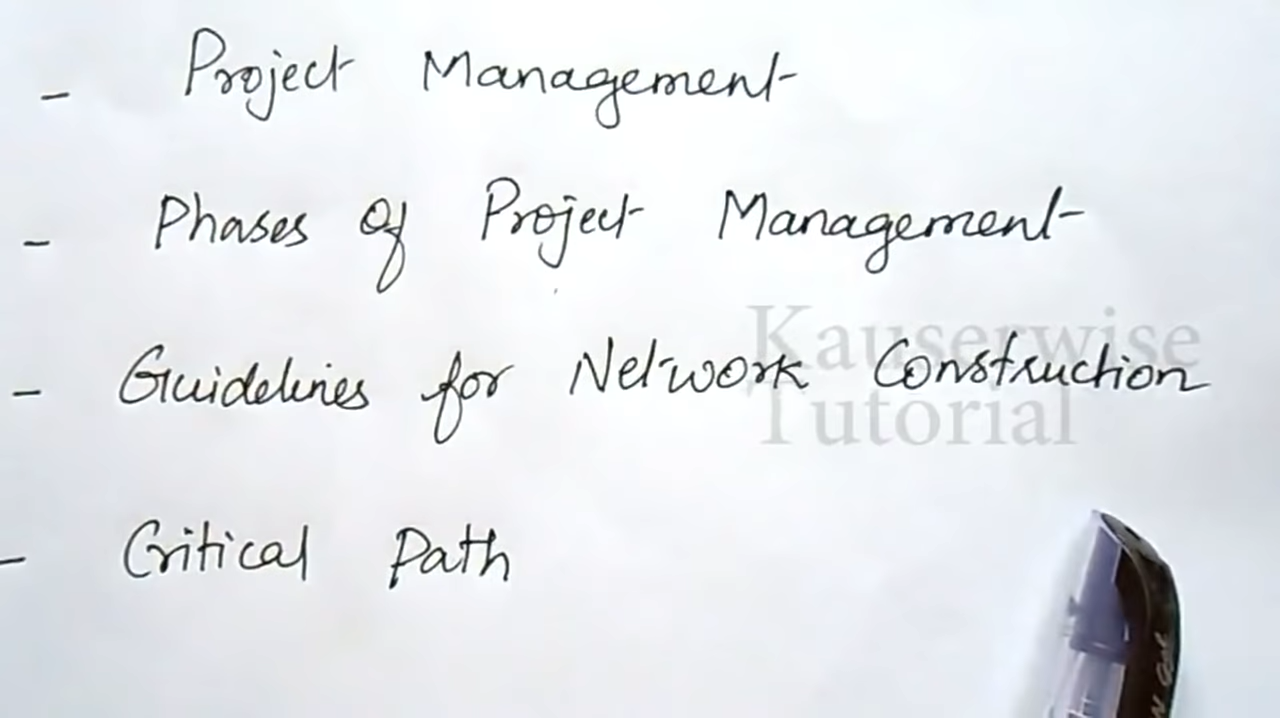 - Project Management
- Phases Of Project Management
- Guidelines for Network Construction
Kauserwise
Tutorial
- Critical Path